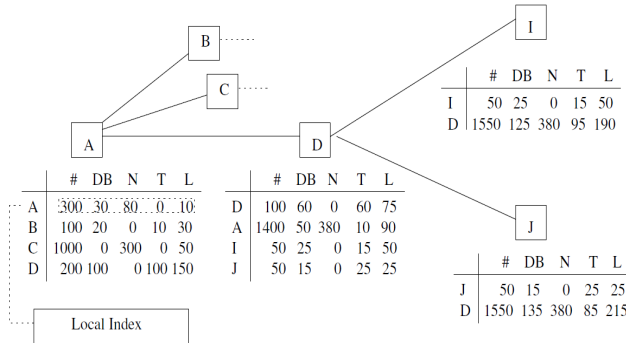 B
C
A
D
I
J
# DB N T L
A 300 30 80 0 10
B 100 20 0 10 30
C 1000 0 300 0 50
D 200 100 0 100 150
Local Index
# DB N T L
D 100 60 0 60 75
A 1400 50 380 10 90
I 50 25 0 15 50
J 50 15 0 25 25
# DB N T L
I 50 25 0 15 50
D 1550 125 380 95 190
# DB N T L
J 50 15 0 25 25
D 1550 135 380 85 215